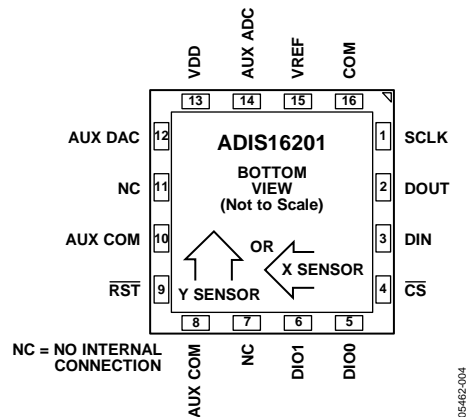 VDD
AUX ADC
VREF
COM
13
14
15
16
AUX DAC
12
ADIS16201
1
SCLK
BOTTOM
VIEW
(Not to Scale)
NC
11
2
DOUT
AUX COM
10
OR
3
DIN
X SENSOR
RST
9
Y SENSOR
4
CS
8
7
6
5
NC = NO INTERNAL
CONNECTION
AUX COM
NC
DIO1
DIO0
05462-004